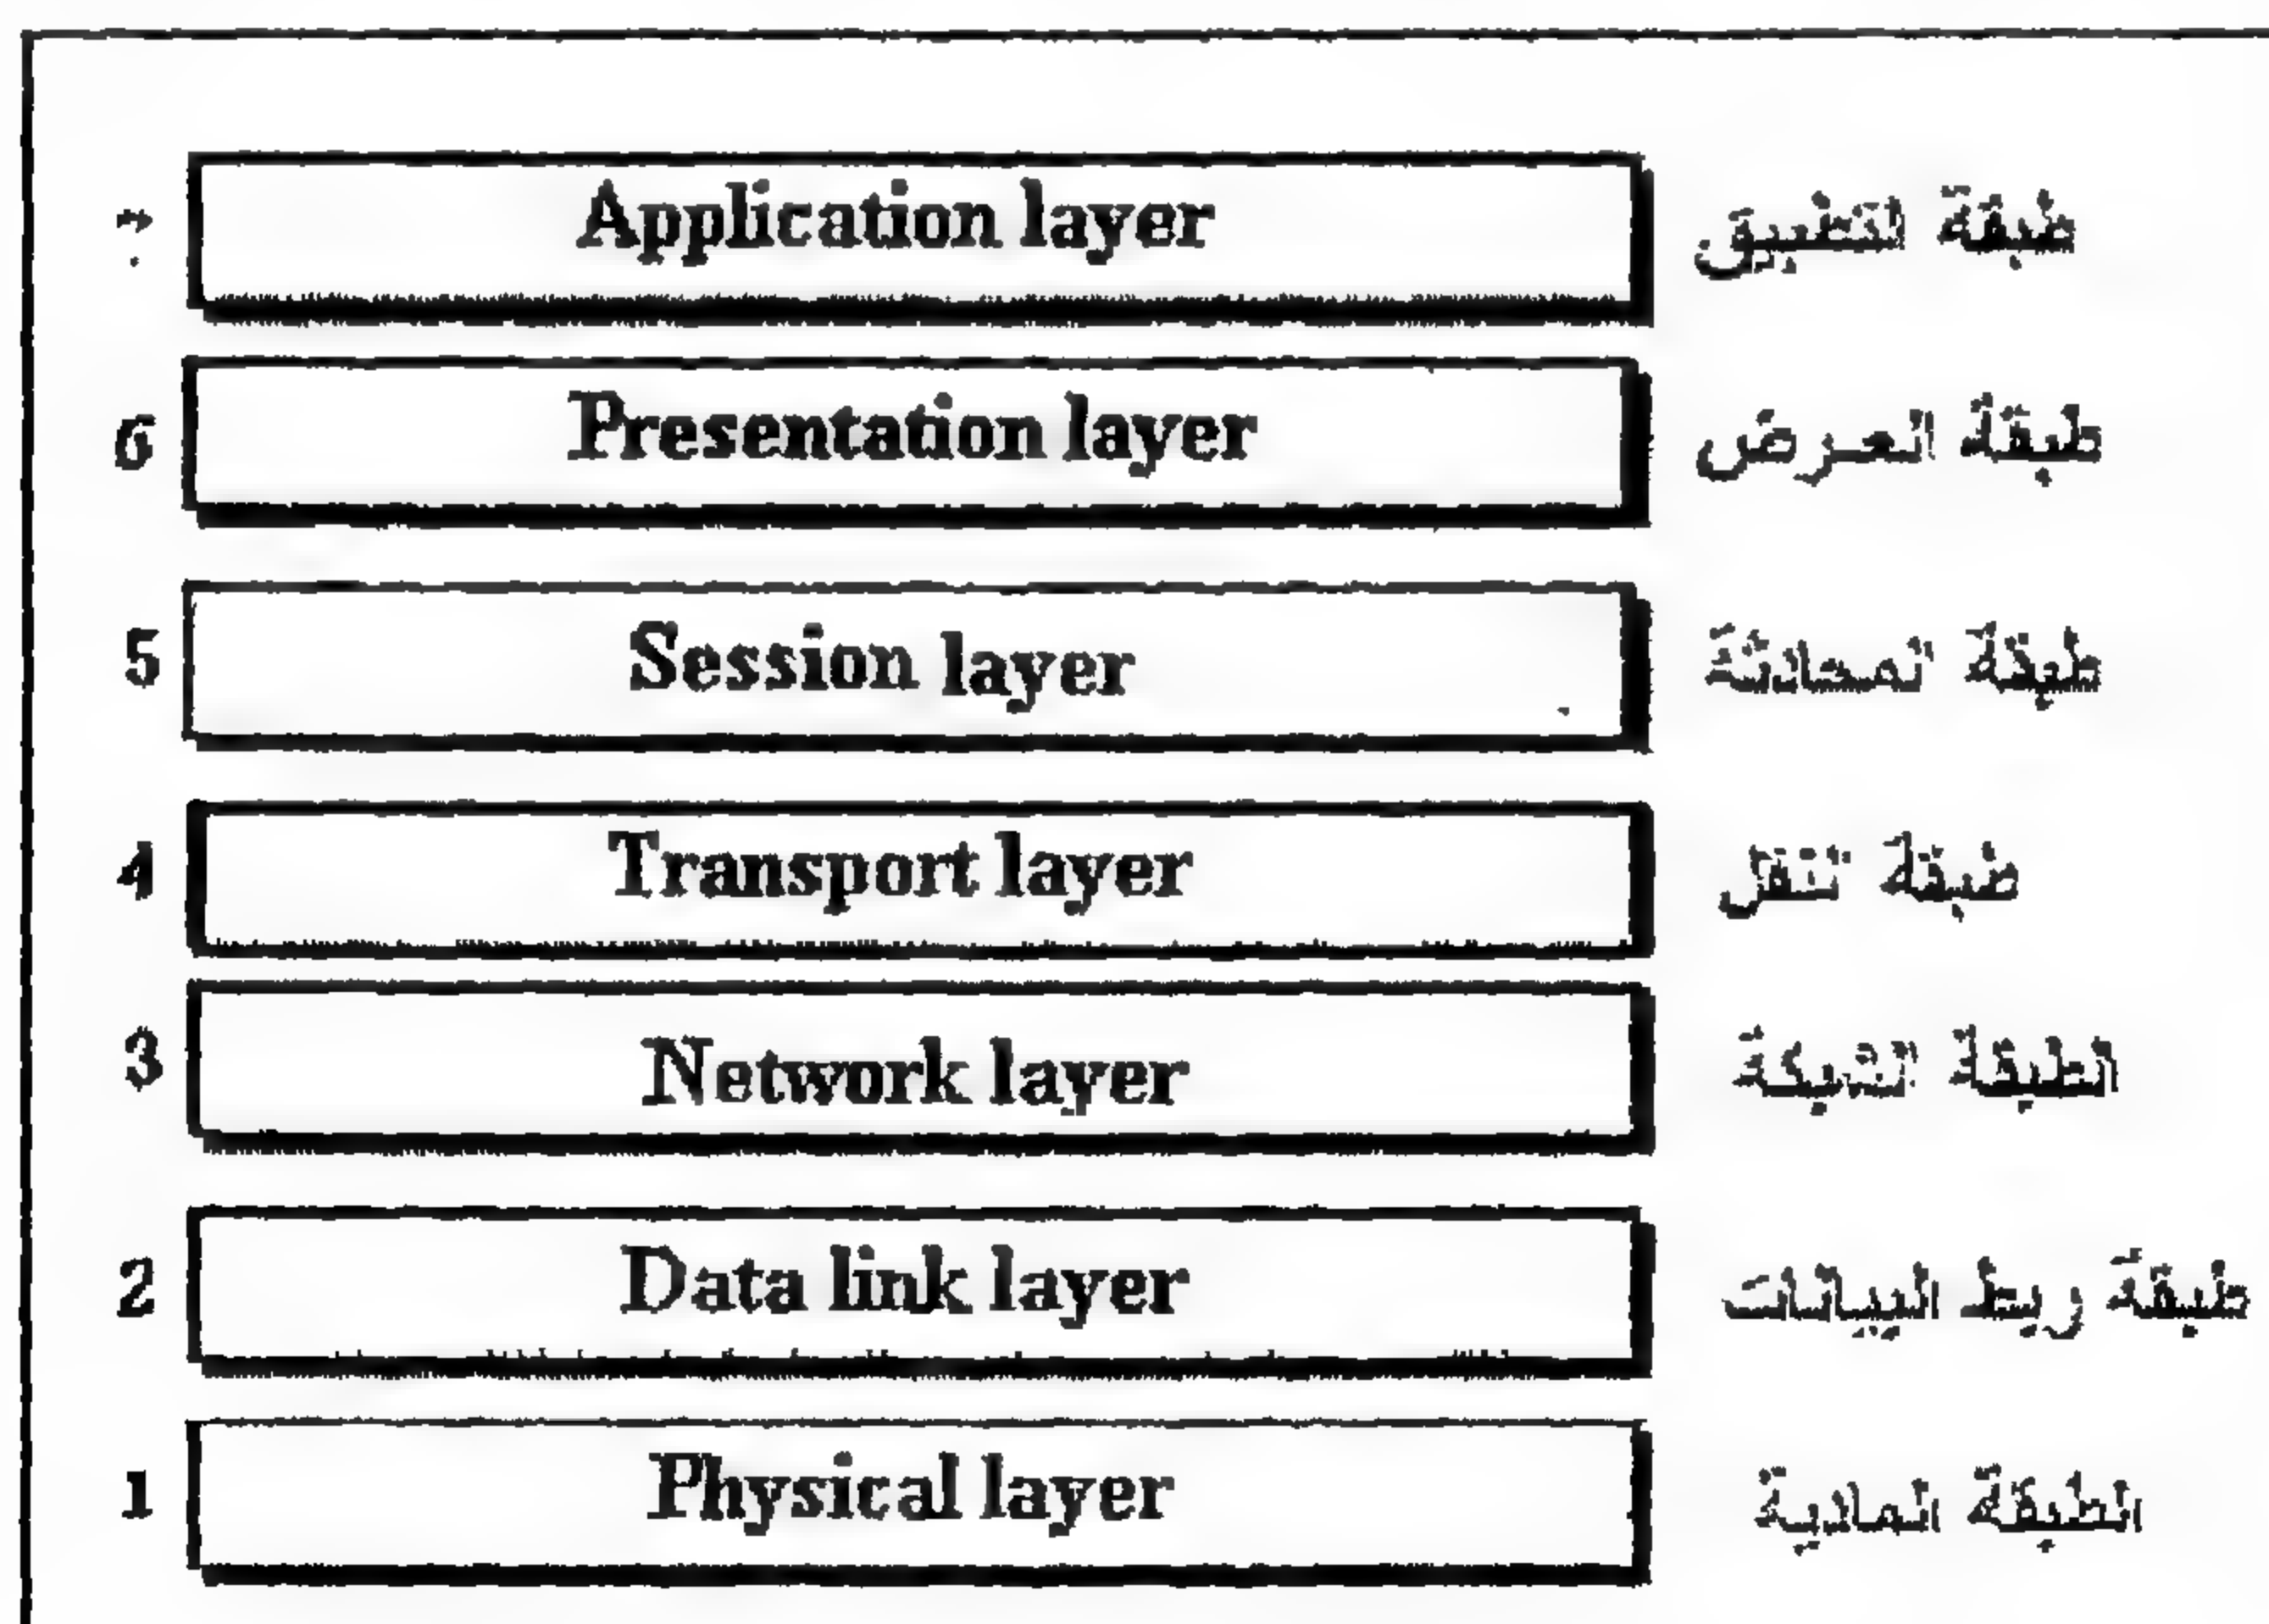 Application layer طبقة التطبيق
6 Presentation layer طبقة العرض
5 Session layer طبقة المحادثة
4 Transport layer طبقة النقل
3 Network layer الطبقة الشبكة
2 Data link layer طبقة ربط البيانات
1 Physical layer الطبقة المادية